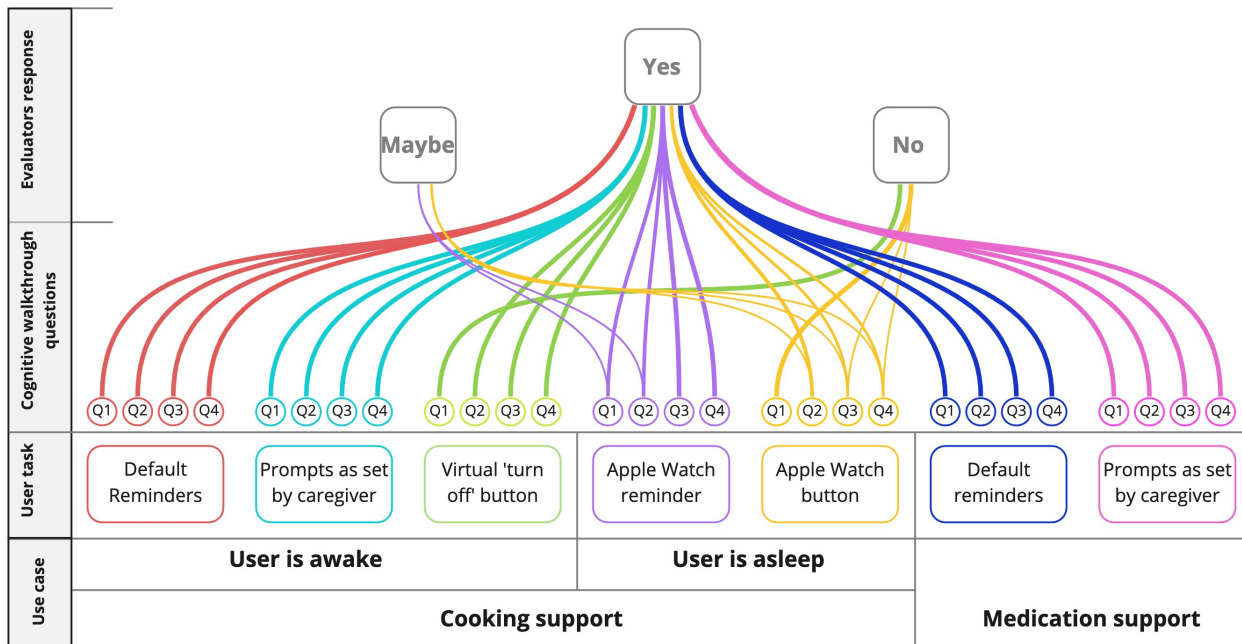 Evaluators response
Yes
Maybe
No
Cognitive walkthrough
questions
Q1 Q2 Q3 Q4 Q1 Q2 Q3 Q4 Q1 Q2 Q3 Q4 Q1 Q2 Q3 Q4 Q1 Q2 Q3 Q4 Q1 Q2 Q3 Q4 Q1 Q2 Q3 Q4
User task
Default
Reminders
Prompts as set
by caregiver
Virtual 'turn
off' button
Apple Watch
reminder
Apple Watch
button
Default
reminders
Prompts as set
by caregiver
Use case
User is awake
User is asleep
Cooking support
Medication support